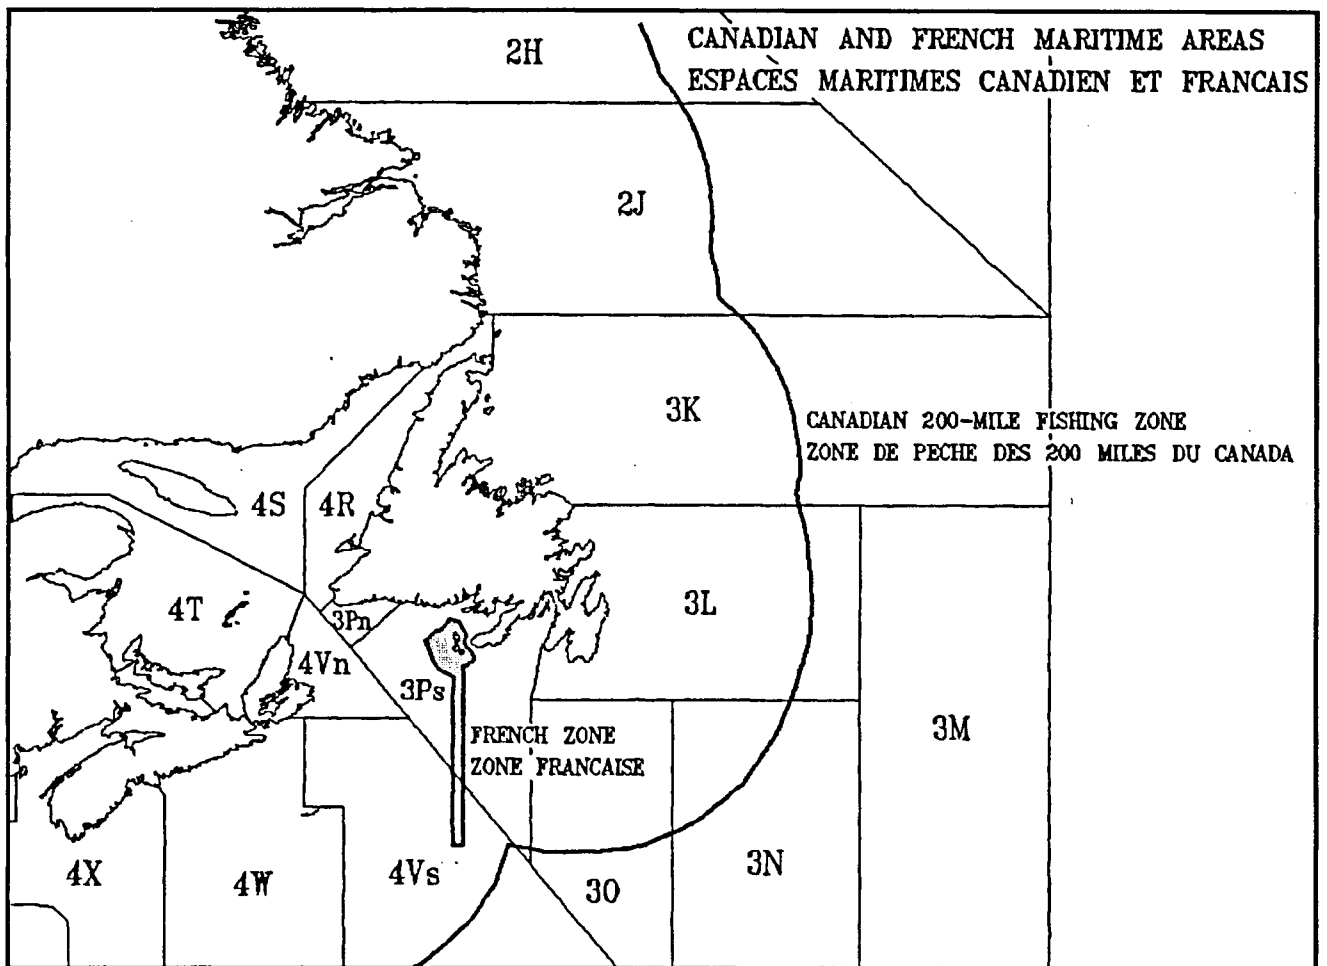 CANADIAN AND FRENCH MARITIME AREAS
ESPACES MARITIMES CANADIEN ET FRANCAIS
2H
2J
3K
CANADIAN 200-MILE FISHING ZONE
ZONE DE PECHE DES 200 MILES DU CANADA
4S
4R
4T
3Pn
3L
4Vn
3Ps
FRENCH ZONE
ZONE FRANCAISE
3M
4X
4W
4Vs
3O
3N